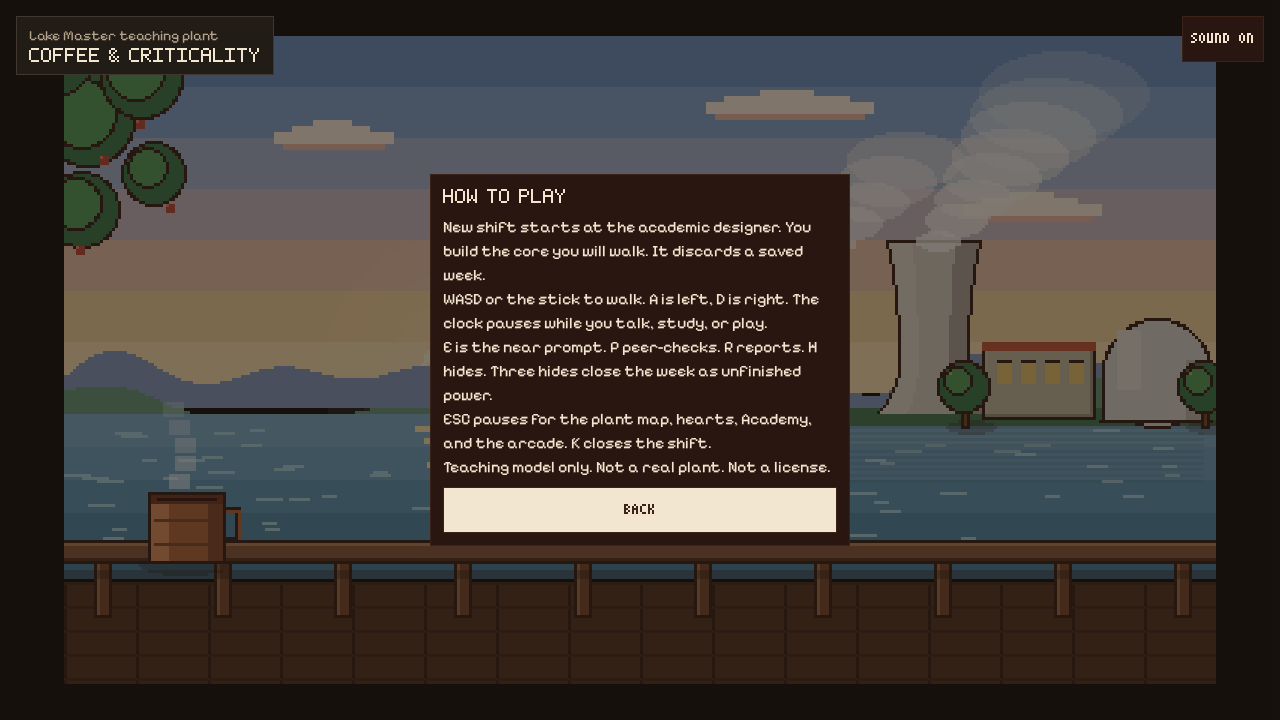 Lake Master teaching plant
COFFEE & CRITICALITY
SOUND ON
HOW TO PLAY
New shift starts at the academic designer. You
build the core you will walk. It discards a saved
week.
WASD or the stick to walk. A is left, D is right. The
clock pauses while you talk, study, or play.
E is the near prompt. P peer-checks. R reports. H
hides. Three hides close the week as unfinished
power.
ESC pauses for the plant map, hearts, Academy,
and the arcade. K closes the shift.
Teaching model only. Not a real plant. Not a license.
BACK